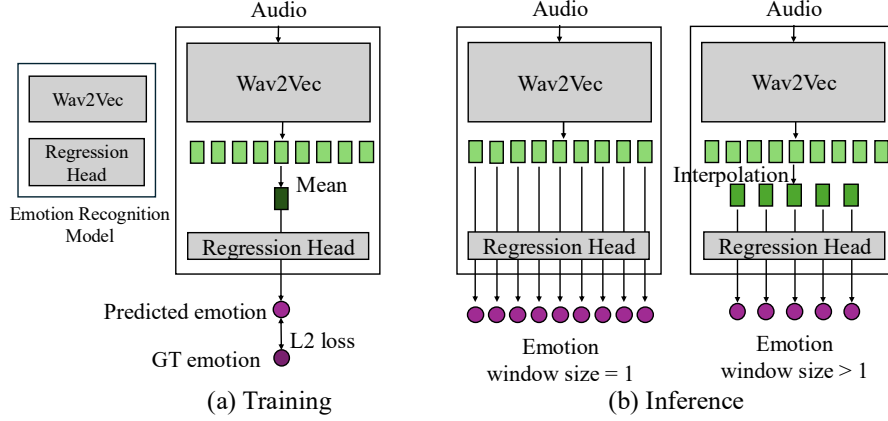 Wav2Vec
Regression
Head
Emotion Recognition
Model
Audio
Wav2Vec
Mean
Regression Head
Predicted emotion
L2 loss
GT emotion
(a) Training
Audio
Wav2Vec
Regression Head
Emotion
window size = 1
Audio
Wav2Vec
Interpolation
Regression Head
Emotion
window size > 1
(b) Inference